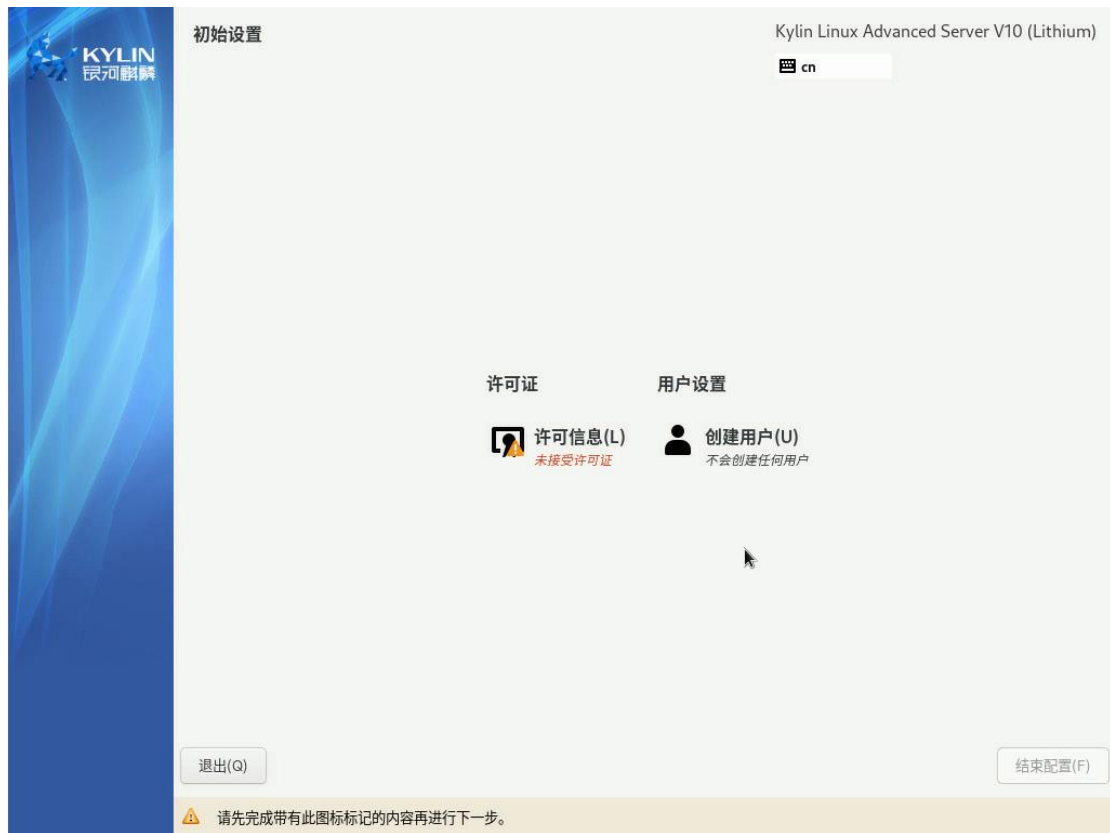 KYLIN
银河麒麟
初始设置
Kylin Linux Advanced Server V10 (Lithium)
cn
许可证
用户设置
许可信息(L)
未接受许可证
创建用户(U)
不会创建任何用户
退出(Q)
结束配置(F)
请先完成带有此图标标记的内容再进行下一步。